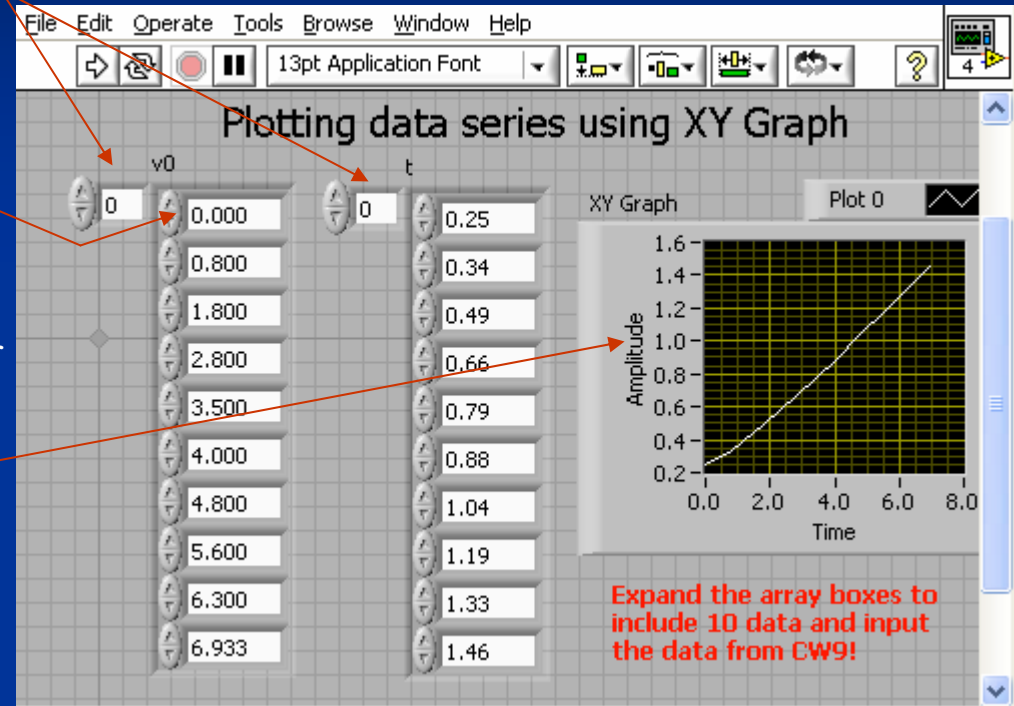 File Edit Operate Tools Browse Window Help
13pt Application Font
?
4
Plotting data series using XY Graph
v0
t
0
0
0.000
0.25
0.800
0.34
1.800
0.49
2.800
0.66
3.500
0.79
4.000
0.88
4.800
1.04
5.600
1.19
6.300
1.33
6.933
1.46
XY Graph
Plot 0
1.6
1.4
1.2
1.0
0.8
0.6
0.4
0.2
Amplitude
0.0 2.0 4.0 6.0 8.0
Time
Expand the array boxes to
include 10 data and input
the data from CW9!